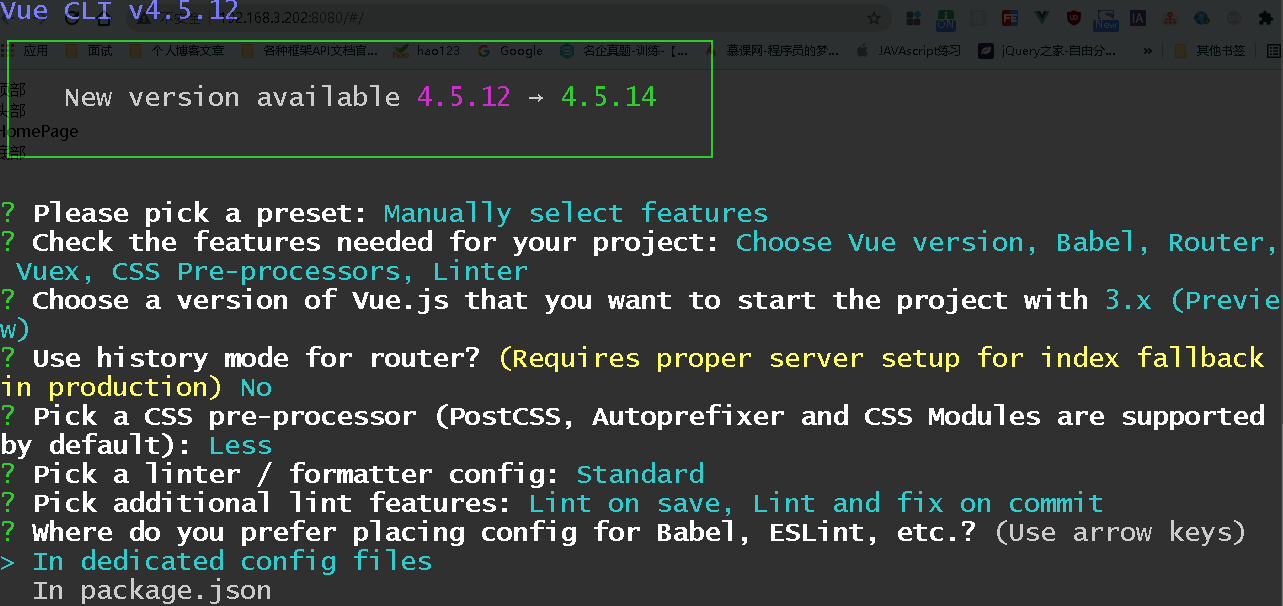 Vue CLI v4.5.12
192.168.3.202:8080/#/
应用 面试 个人博客文章 各种框架API文档官... hao123 Google 名企真题-训练-【... 慕课网-程序员的梦... JAVAscript练习 jQuery之家-自由分... » 其他书签
ON FE New IA
顶部
New version available 4.5.12 → 4.5.14
头部
HomePage
底部
? Please pick a preset: Manually select features
? Check the features needed for your project: Choose Vue version, Babel, Router,
Vuex, CSS Pre-processors, Linter
? Choose a version of Vue.js that you want to start the project with 3.x (Previe
w)
? Use history mode for router? (Requires proper server setup for index fallback
in production) No
? Pick a CSS pre-processor (PostCSS, Autoprefixer and CSS Modules are supported
by default): Less
? Pick a linter / formatter config: Standard
? Pick additional lint features: Lint on save, Lint and fix on commit
? Where do you prefer placing config for Babel, ESLint, etc.? (Use arrow keys)
> In dedicated config files
In package.json